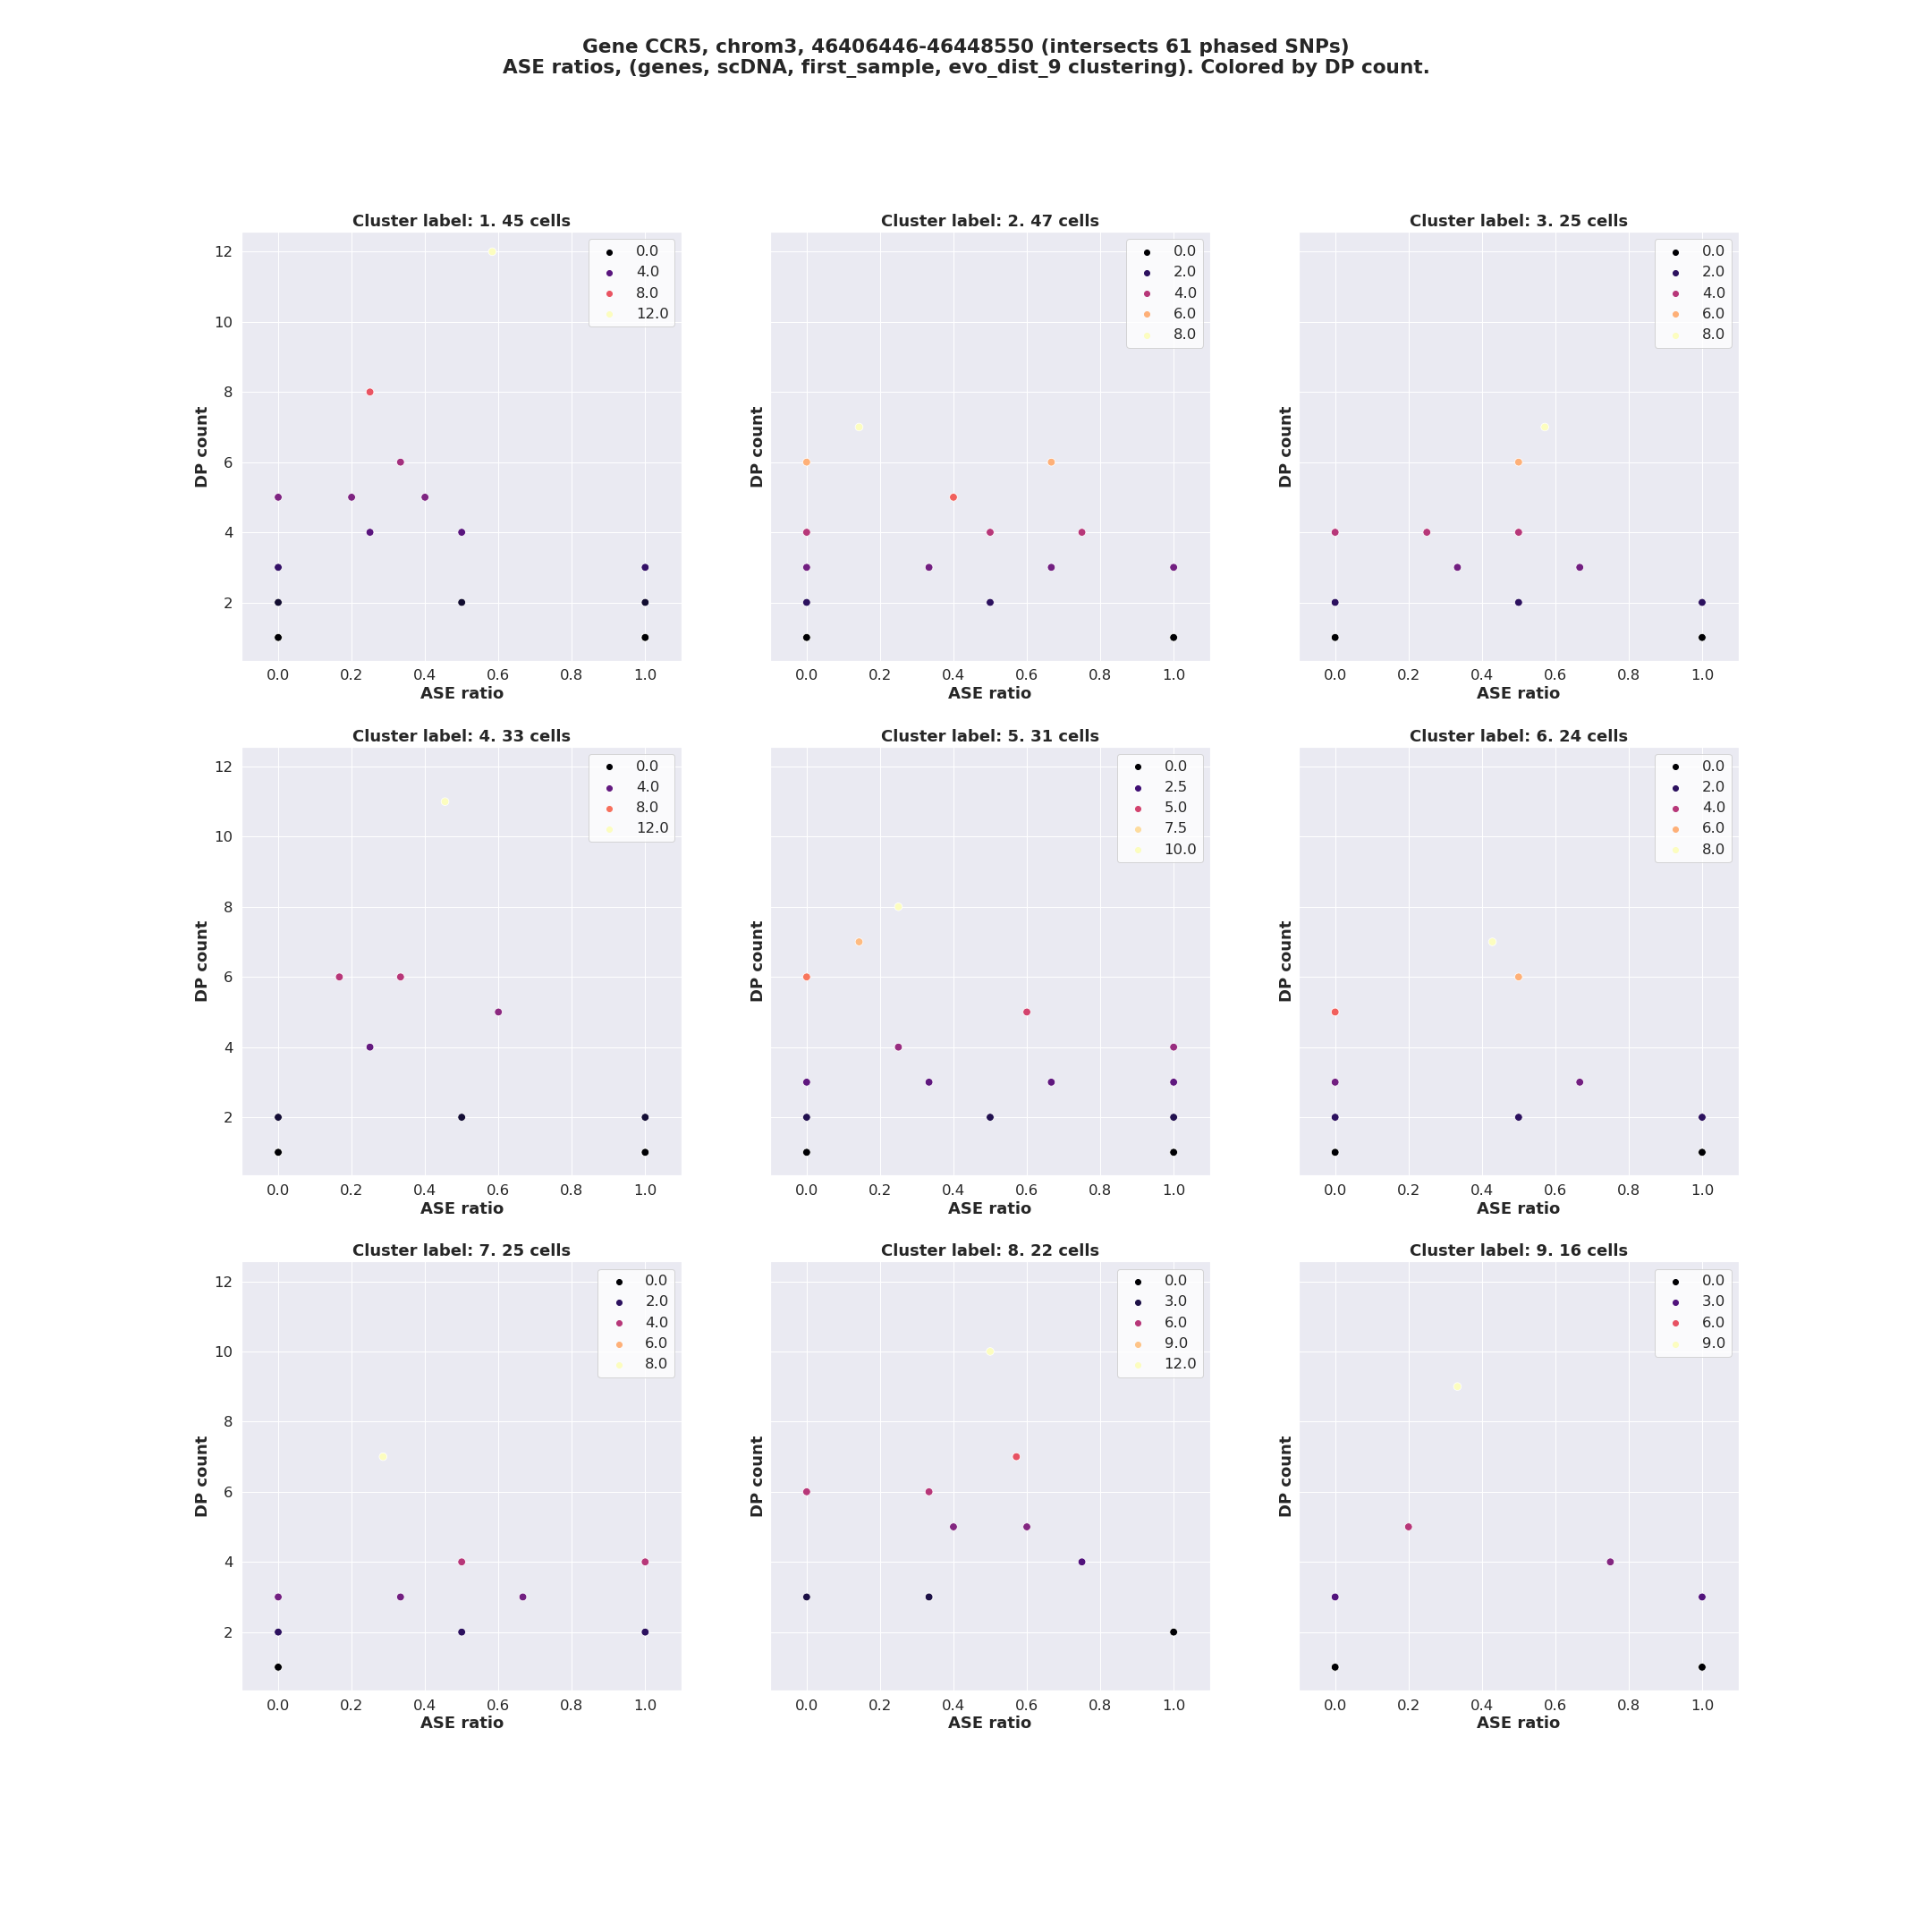 Gene CCR5, chrom3, 46406446-46448550 (intersects 61 phased SNPs)
ASE ratios, (genes, scDNA, first_sample, evo_dist_9 clustering). Colored by DP count.
Cluster label: 1. 45 cells
12
10
8
6
4
2
DP count
0.0
4.0
8.0
12.0
0.0 0.2 0.4 0.6 0.8 1.0
ASE ratio
Cluster label: 2. 47 cells
DP count
0.0
2.0
4.0
6.0
8.0
0.0 0.2 0.4 0.6 0.8 1.0
ASE ratio
Cluster label: 3. 25 cells
DP count
0.0
2.0
4.0
6.0
8.0
0.0 0.2 0.4 0.6 0.8 1.0
ASE ratio
Cluster label: 4. 33 cells
12
10
8
6
4
2
DP count
0.0
4.0
8.0
12.0
0.0 0.2 0.4 0.6 0.8 1.0
ASE ratio
Cluster label: 5. 31 cells
DP count
0.0
2.5
5.0
7.5
10.0
0.0 0.2 0.4 0.6 0.8 1.0
ASE ratio
Cluster label: 6. 24 cells
DP count
0.0
2.0
4.0
6.0
8.0
0.0 0.2 0.4 0.6 0.8 1.0
ASE ratio
Cluster label: 7. 25 cells
12
10
8
6
4
2
DP count
0.0
2.0
4.0
6.0
8.0
0.0 0.2 0.4 0.6 0.8 1.0
ASE ratio
Cluster label: 8. 22 cells
DP count
0.0
3.0
6.0
9.0
12.0
0.0 0.2 0.4 0.6 0.8 1.0
ASE ratio
Cluster label: 9. 16 cells
DP count
0.0
3.0
6.0
9.0
0.0 0.2 0.4 0.6 0.8 1.0
ASE ratio